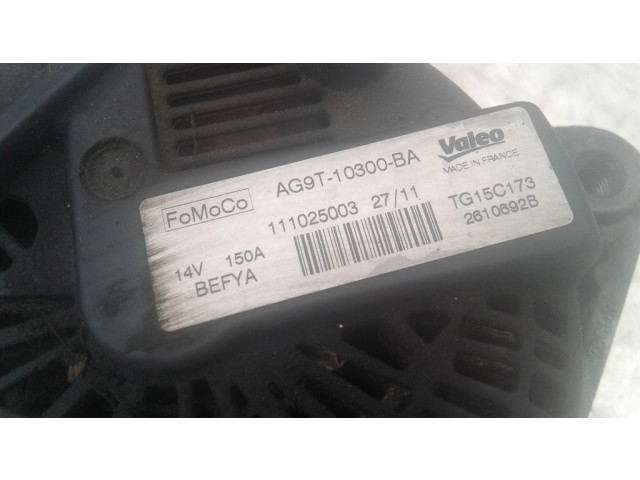 Valeo
MADE IN FRANCE
AG9T-10300-BA
FoMoCo
111025003 27/11
TG15C173
2610692B
14V 150A
BEFYA